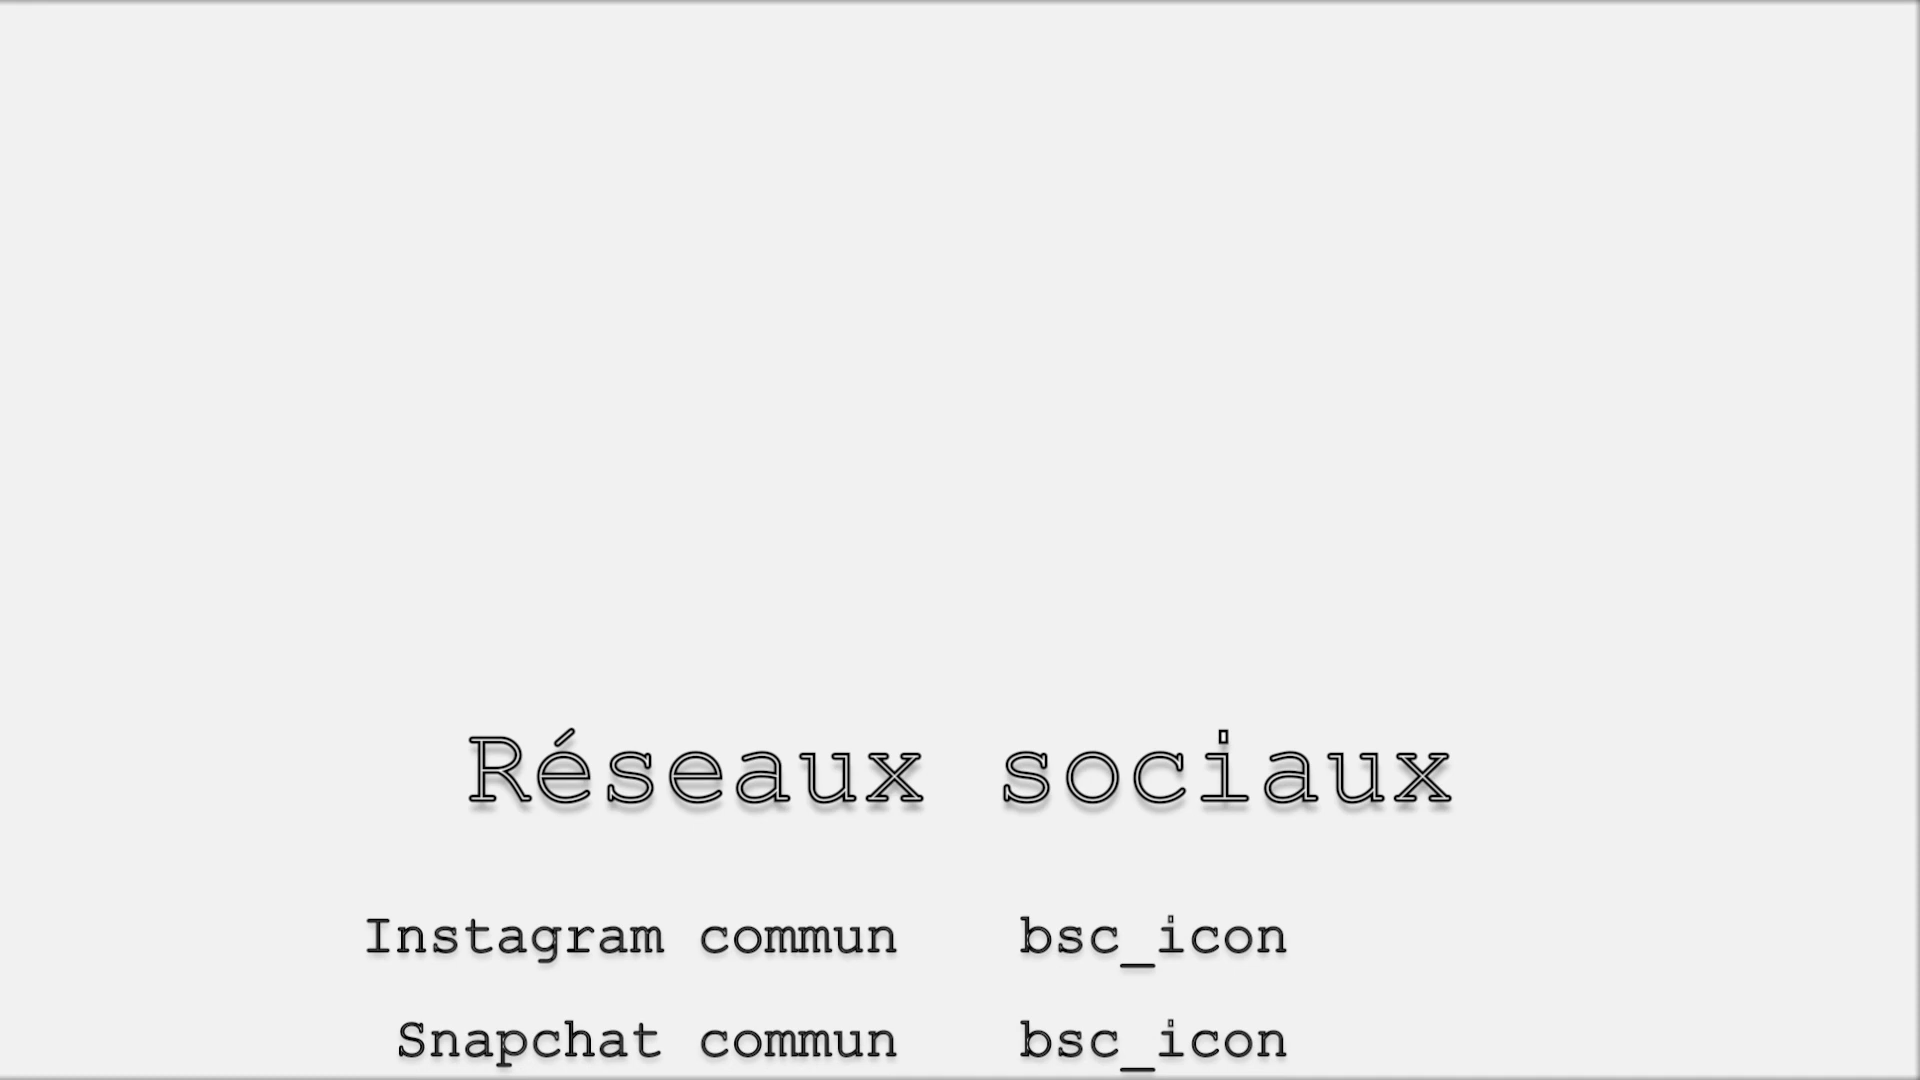 Réseaux sociaux
Instagram commun bsc_icon
Snapchat commun bsc_icon